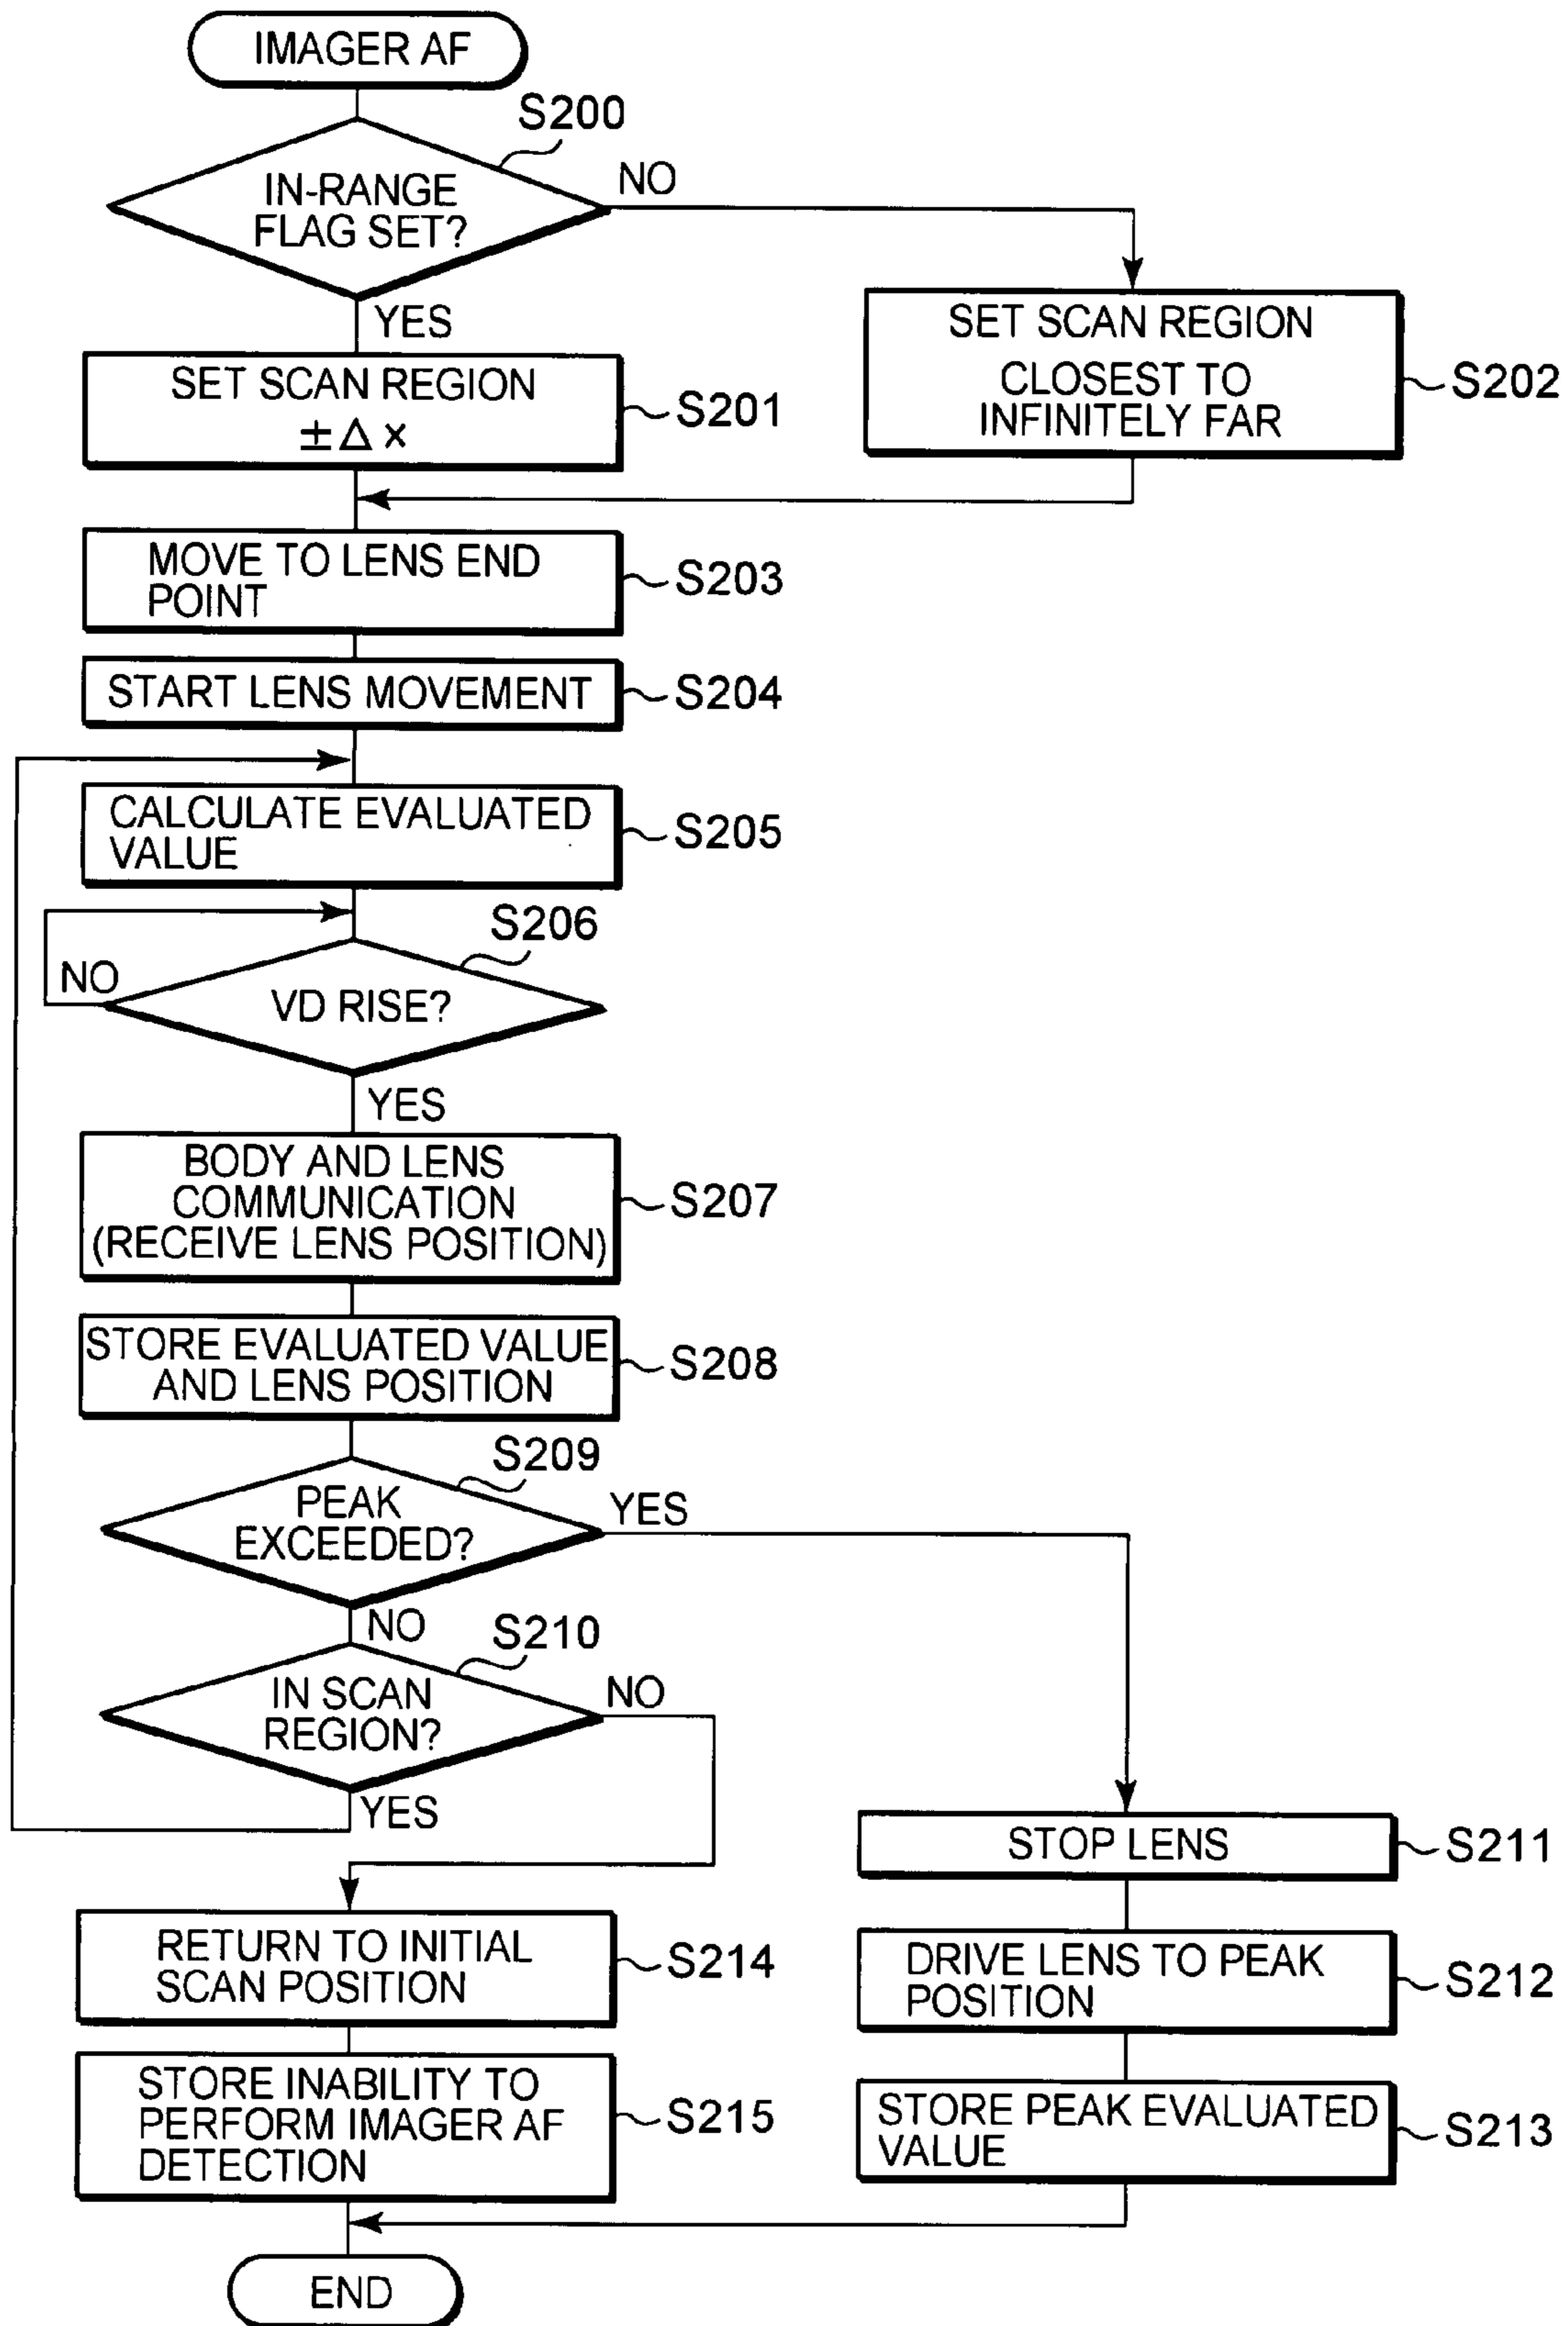 IMAGER AF
S200
IN-RANGE
FLAG SET?
NO
YES
SET SCAN REGION
±Δx
S201
SET SCAN REGION
CLOSEST TO
INFINITELY FAR
S202
MOVE TO LENS END
POINT
S203
START LENS MOVEMENT
S204
CALCULATE EVALUATED
VALUE
S205
S206
NO
VD RISE?
YES
BODY AND LENS
COMMUNICATION
(RECEIVE LENS POSITION)
S207
STORE EVALUATED VALUE
AND LENS POSITION
S208
S209
PEAK
EXCEEDED?
YES
NO
S210
IN SCAN
REGION?
NO
YES
STOP LENS
S211
RETURN TO INITIAL
SCAN POSITION
S214
DRIVE LENS TO PEAK
POSITION
S212
STORE INABILITY TO
PERFORM IMAGER AF
DETECTION
S215
STORE PEAK EVALUATED
VALUE
S213
END